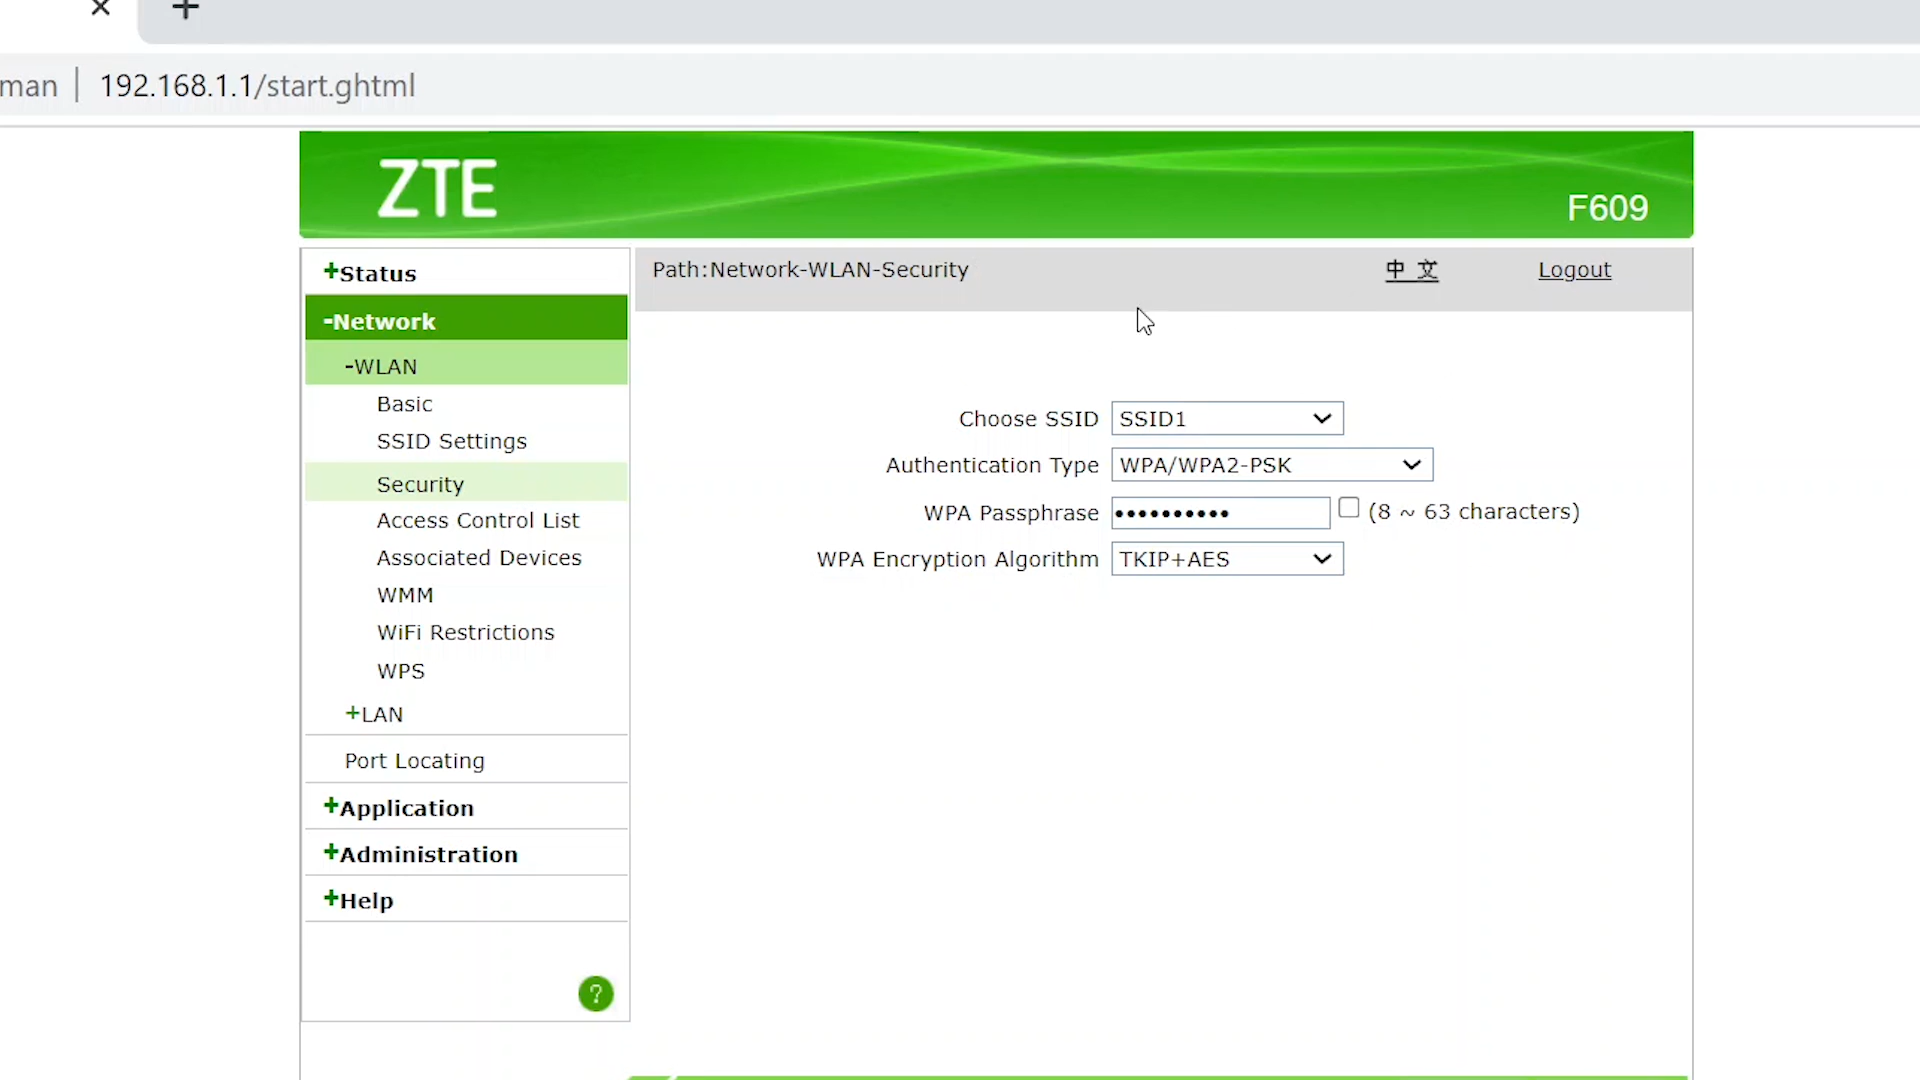 man | 192.168.1.1/start.ghtml
ZTE
F609
+Status
-Network
-WLAN
Basic
SSID Settings
Security
Access Control List
Associated Devices
WMM
WiFi Restrictions
WPS
+LAN
Port Locating
+Application
+Administration
+Help
?
Path:Network-WLAN-Security 中 文 Logout
Choose SSID SSID1
Authentication Type WPA/WPA2-PSK
WPA Passphrase •••••••••• (8 ~ 63 characters)
WPA Encryption Algorithm TKIP+AES